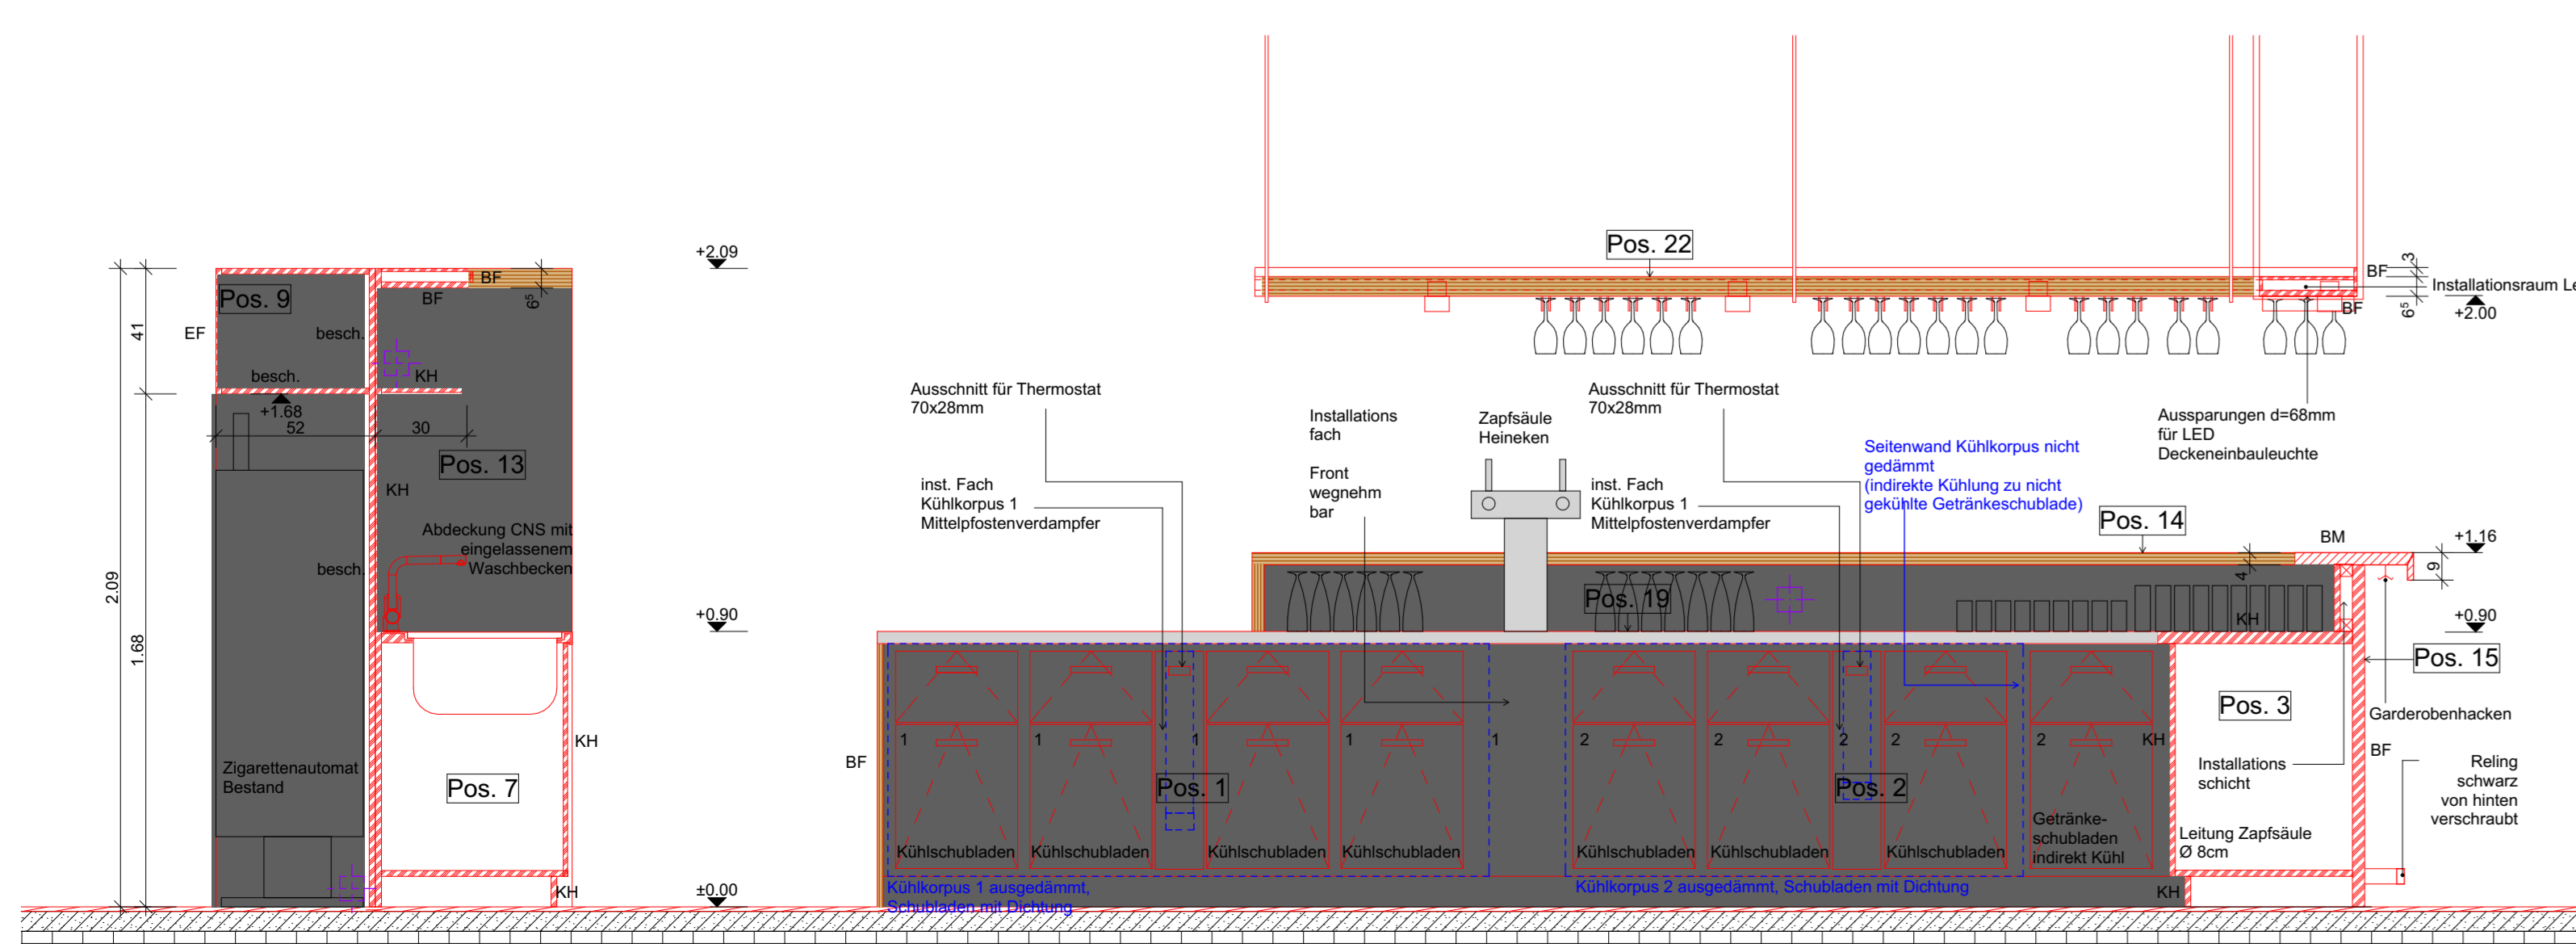 Pos. 22
+2.09
3
BF
BF
BF
6⁵
Installationsraum Le
Pos. 9
EF
besch.
41
6⁵
BF
+2.00
besch.
KH
+1.68
52
30
Pos. 13
KH
Abdeckung CNS mit
eingelassenem
Waschbecken
besch.
2.09
1.68
+0.90
Zigarettenautomat
Bestand
Pos. 7
KH
KH
±0.00
Ausschnitt für Thermostat
70x28mm
inst. Fach
Kühlkorpus 1
Mittelpfostenverdampfer
Installations
fach
Front
wegnehm
bar
Zapfsäule
Heineken
Ausschnitt für Thermostat
70x28mm
inst. Fach
Kühlkorpus 1
Mittelpfostenverdampfer
Seitenwand Kühlkorpus nicht
gedämmt
(indirekte Kühlung zu nicht
gekühlte Getränkeschublade)
Aussparungen d=68mm
für LED
Deckeneinbauleuchte
Pos. 14
BM
+1.16
4
9
Pos. 19
KH
+0.90
Pos. 15
Pos. 3
Garderobenhacken
BF
BF
1
1
1
1
1
2
2
2
2
2
KH
Pos. 1
Pos. 2
Installations
schicht
Reling
schwarz
von hinten
verschraubt
Leitung Zapfsäule
Ø 8cm
Kühlschubladen
Kühlschubladen
Kühlschubladen
Kühlschubladen
Kühlschubladen
Kühlschubladen
Kühlschubladen
Getränke-
schubladen
indirekt Kühl
Kühlkorpus 1 ausgedämmt,
Schubladen mit Dichtung
Kühlkorpus 2 ausgedämmt, Schubladen mit Dichtung
KH